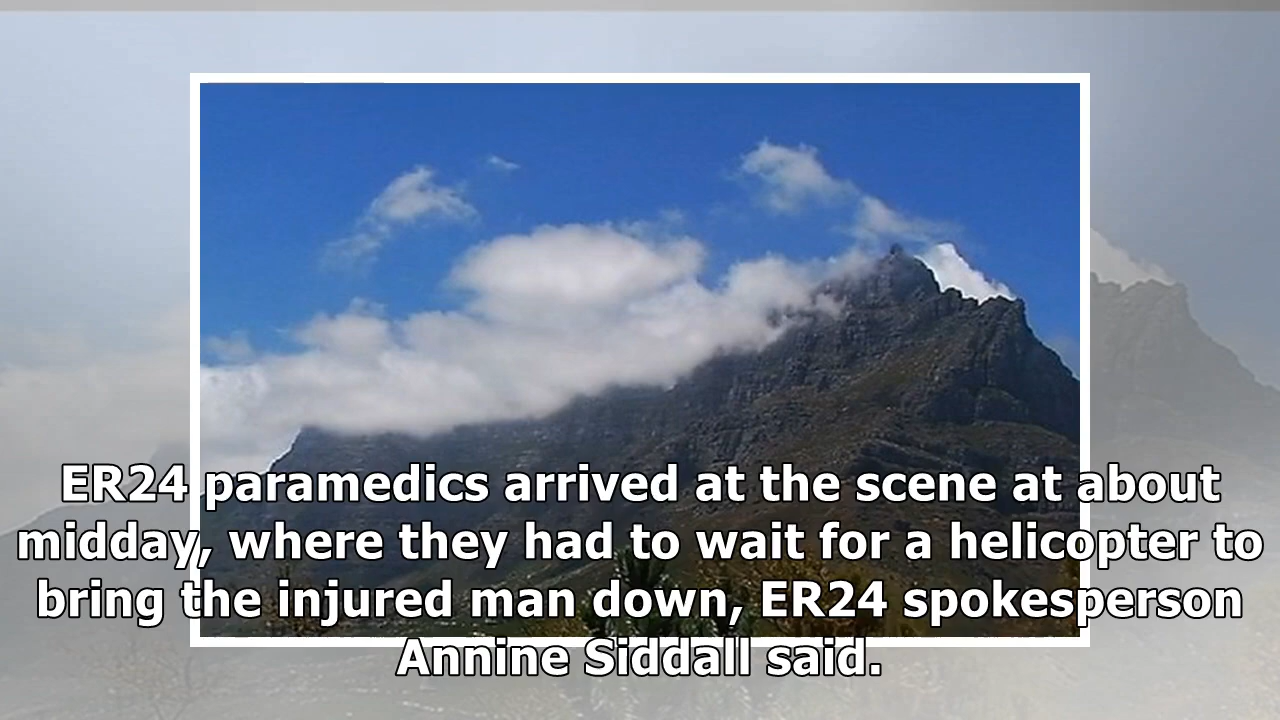 ER24 paramedics arrived at the scene at about
midday, where they had to wait for a helicopter to
bring the injured man down, ER24 spokesperson
Annine Siddall said.